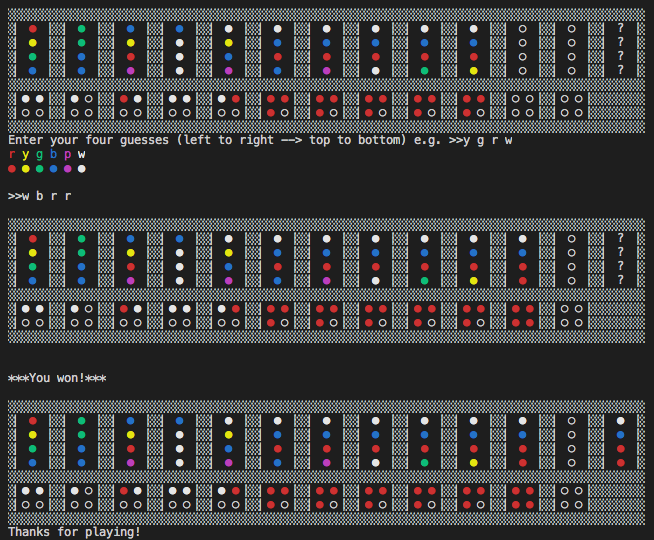 ?
?
?
?
Enter your four guesses (left to right --> top to bottom) e.g. >>y g r w
r y g b p w
>>w b r r
?
?
?
?
***You won!***
Thanks for playing!